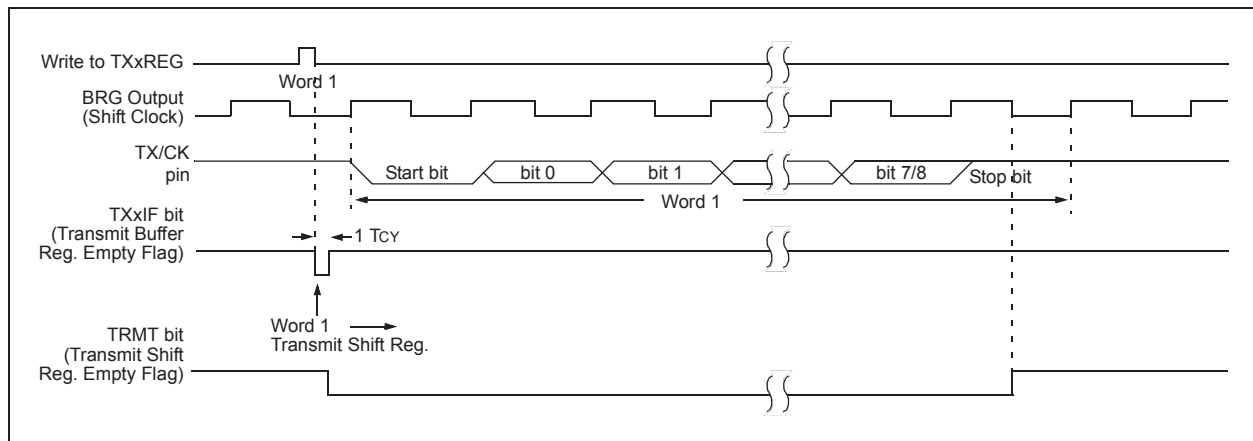 Write to TXxREG
Word 1
BRG Output
(Shift Clock)
TX/CK
pin
Start bit
bit 0
bit 1
bit 7/8
Stop bit
Word 1
TXxIF bit
(Transmit Buffer
Reg. Empty Flag)
1 TCY
Word 1
Transmit Shift Reg.
TRMT bit
(Transmit Shift
Reg. Empty Flag)